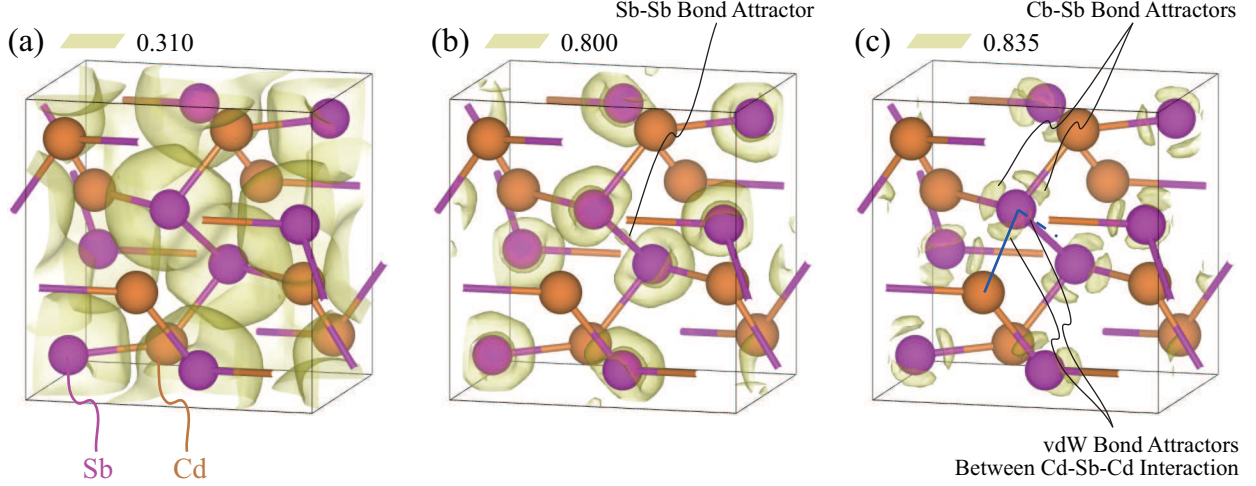 Sb-Sb Bond Attractor
Cb-Sb Bond Attractors
(a) 0.310
(b) 0.800
(c) 0.835
Sb
Cd
vdW Bond Attractors
Between Cd-Sb-Cd Interaction